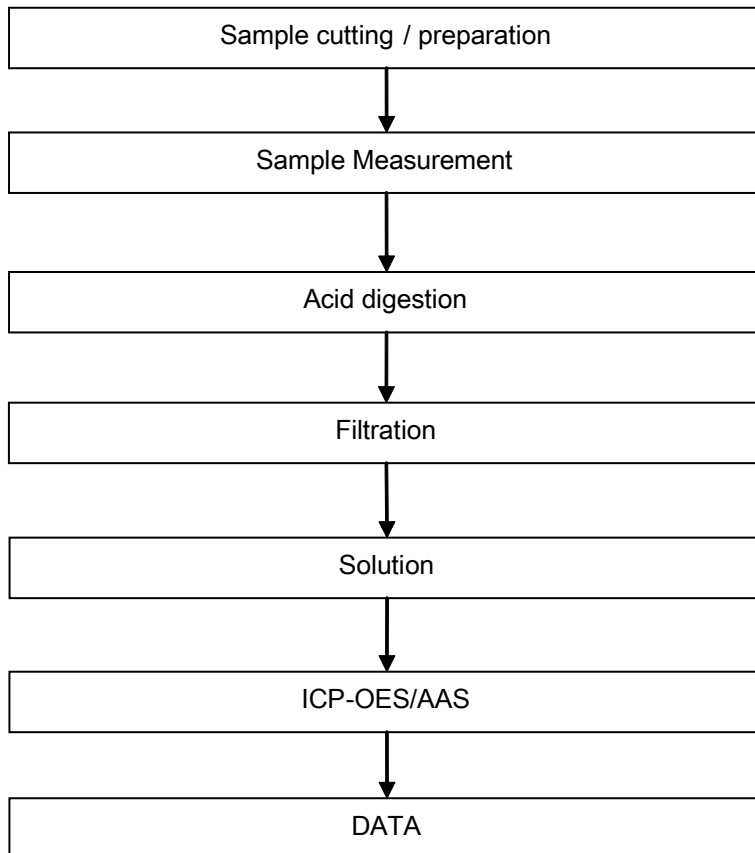 Sample cutting / preparation
Sample Measurement
Acid digestion
Filtration
Solution
ICP-OES/AAS
DATA